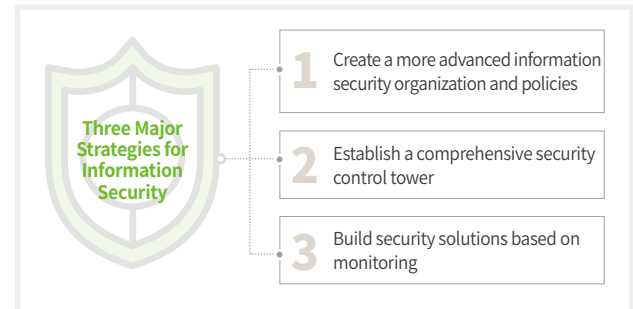 Three Major
Strategies for
Information
Security
1
Create a more advanced information
security organization and policies
2
Establish a comprehensive security
control tower
3
Build security solutions based on
monitoring